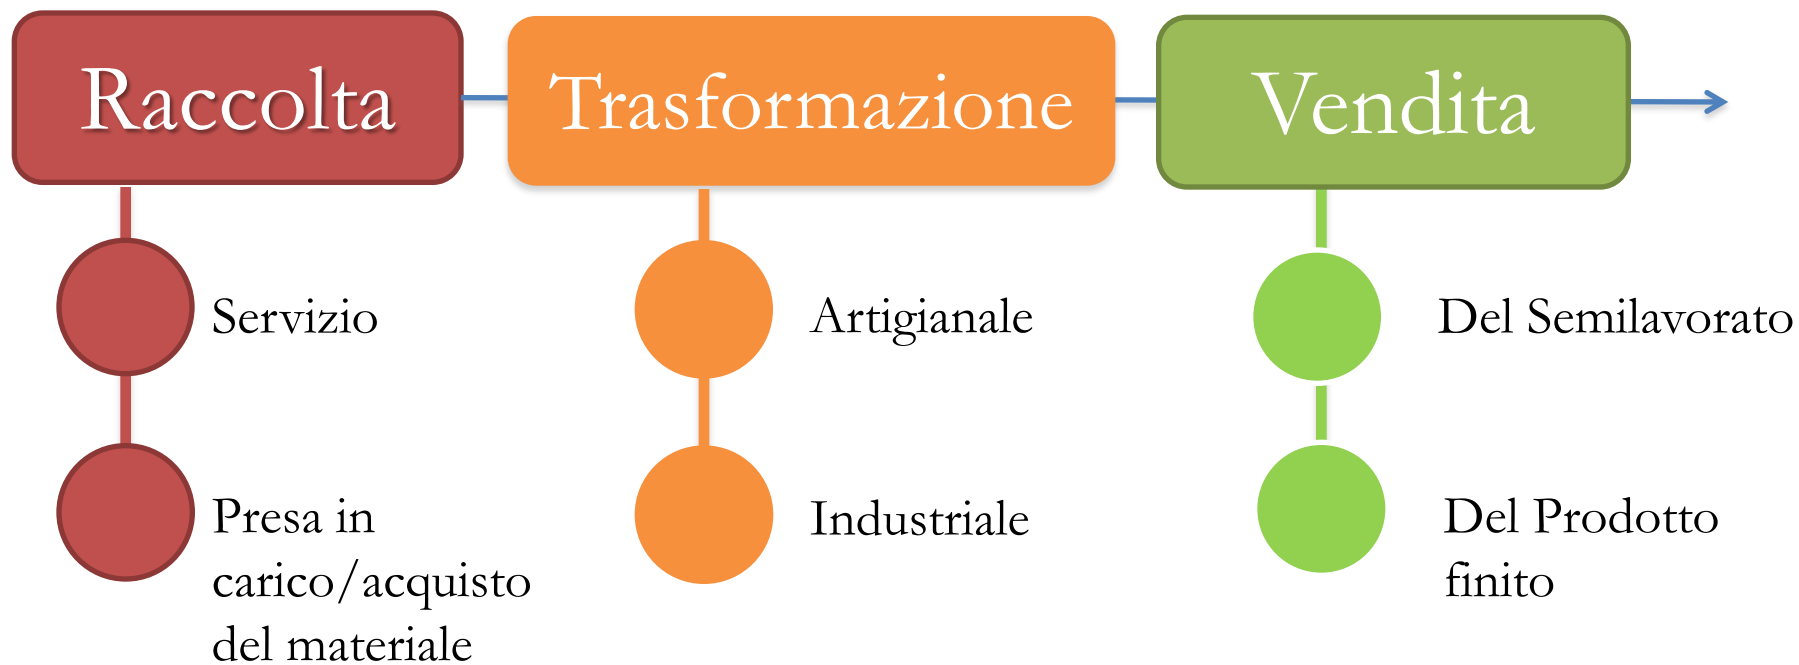 Raccolta
Trasformazione
Vendita
Servizio
Artigianale
Del Semilavorato
Presa in
carico/acquisto
del materiale
Industriale
Del Prodotto
finito